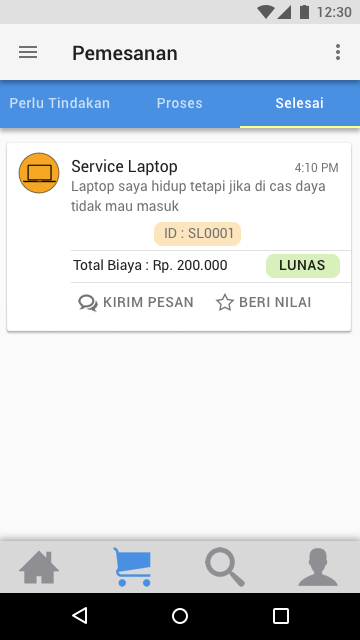 12:30
Pemesanan
Perlu Tindakan Proses Selesai
Service Laptop 4:10 PM
Laptop saya hidup tetapi jika di cas daya
tidak mau masuk
ID : SL0001
Total Biaya : Rp. 200.000 LUNAS
KIRIM PESAN BERI NILAI